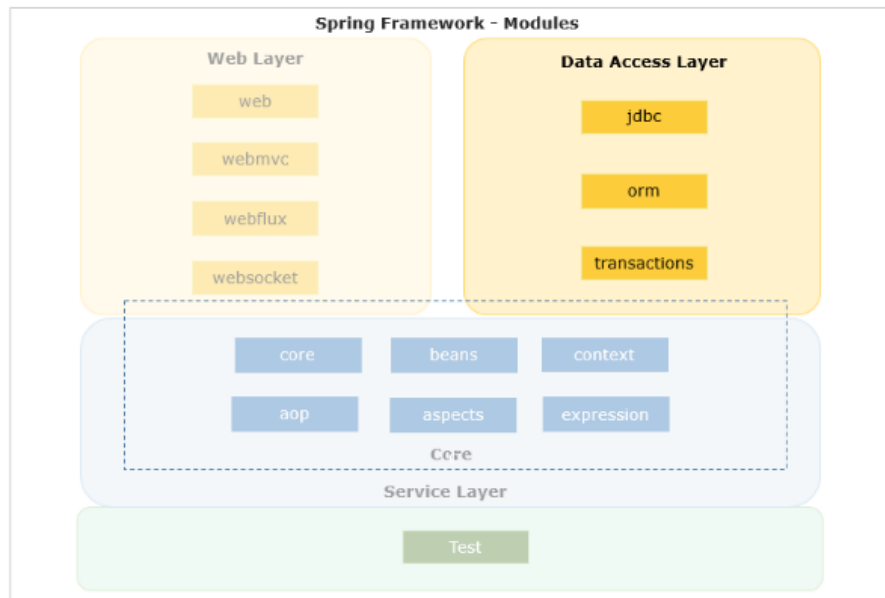 Spring Framework - Modules
Web Layer
web
webmvc
webflux
websocket
Data Access Layer
jdbc
orm
transactions
core
beans
context
aop
aspects
expression
Core
Service Layer
Test